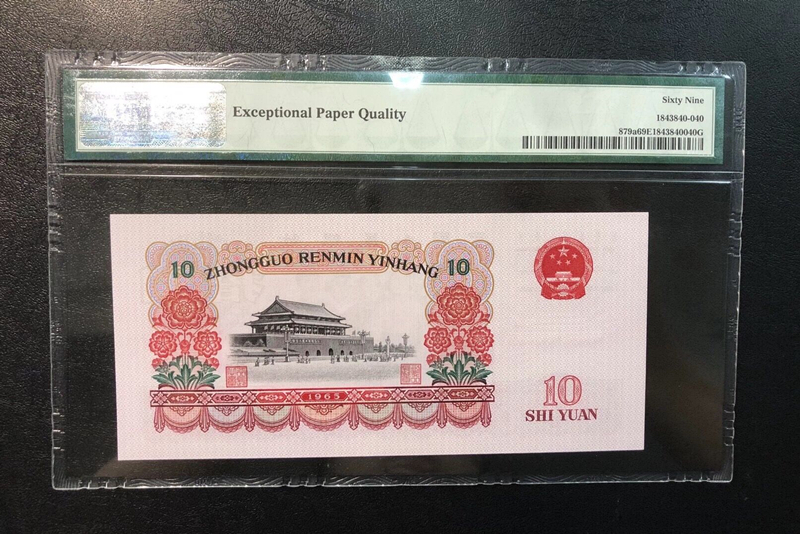 Exceptional Paper Quality
Sixty Nine
1843840-040
879a69E1843840040G
10 ZHONGGUO RENMIN YINHANG 10
1965
10
SHI YUAN